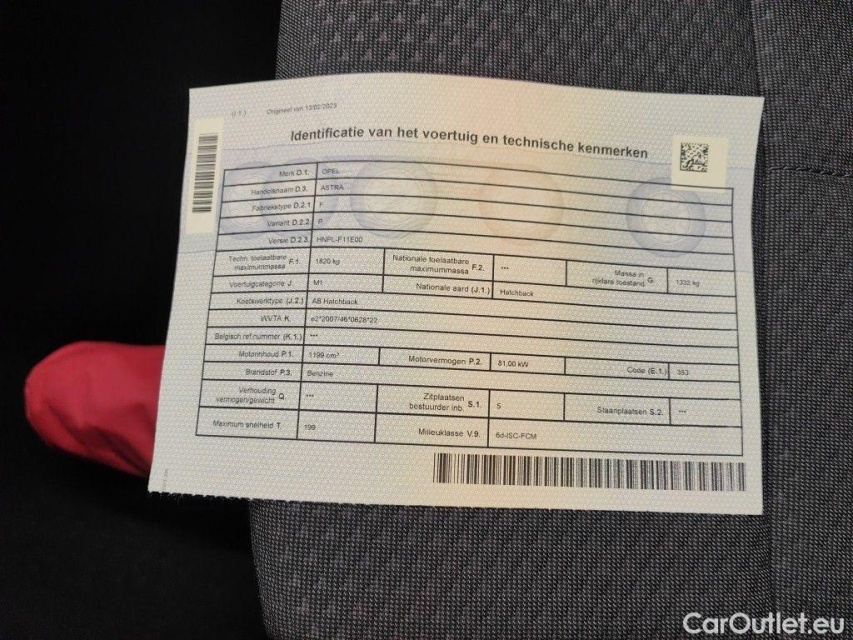 (J.1.) Origineel van 13/02/2023
Identificatie van het voertuig en technische kenmerken
Merk D.1. OPEL
Handelsnaam D.3. ASTRA
Fabriekstype D.2.1. F
Variant D.2.2. P
Versie D.2.3. HNPL-F11E00
Techn. toelaatbare maximummassa F.1. 1820 kg Nationale toelaatbare maximummassa F.2. --- Massa in rijklare toestand G. 1332 kg
Voertuigcategorie J. M1 Nationale aard (J.1.) Hatchback
Koetswerktype (J.2.) AB Hatchback
WVTA K. e2*2007/46*0628*22
Belgisch ref.nummer (K.1.) ---
Motorinhoud P.1. 1199 cm³ Motorvermogen P.2. 81,00 kW Code (E.1.) 353
Brandstof P.3. Benzine
Verhouding vermogen/gewicht Q --- Zitplaatsen bestuurder inb. S.1. 5 Staanplaatsen S.2. ---
Maximum snelheid T. 199 Milieuklasse V.9. 6d-ISC-FCM
CarOutlet.eu